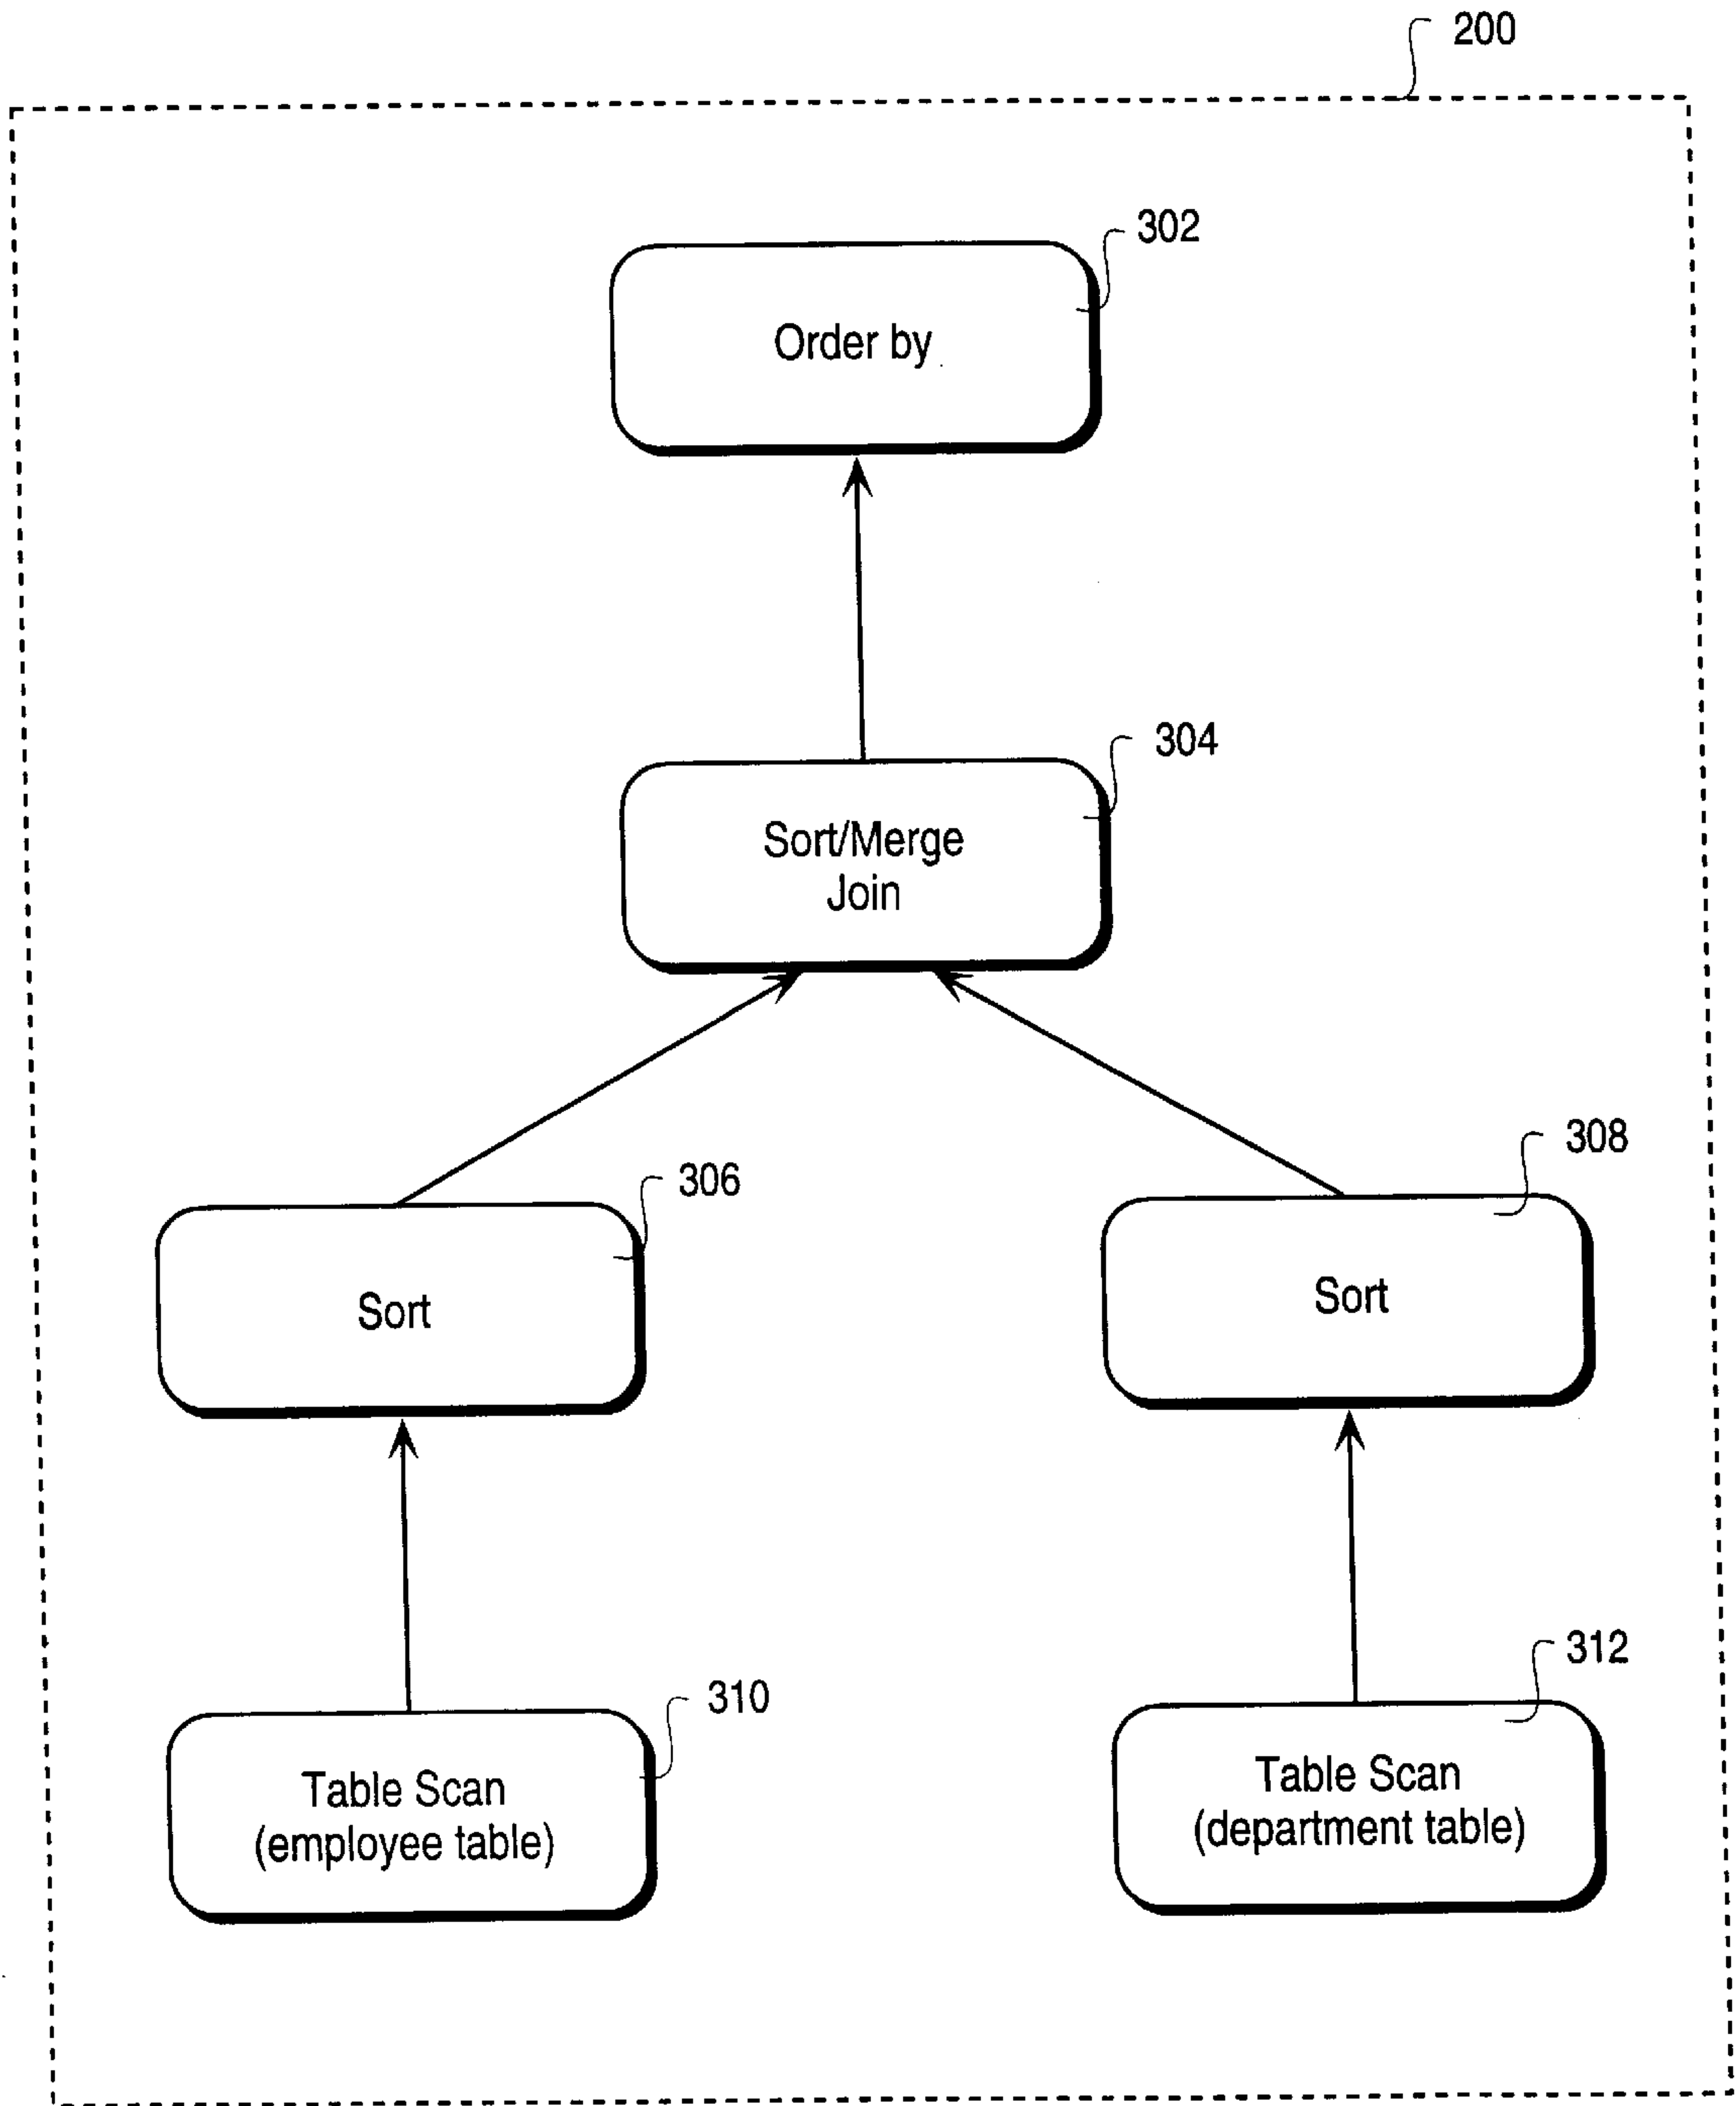 200
302
Order by
304
Sort/Merge
Join
306
Sort
308
Sort
310
Table Scan
(employee table)
312
Table Scan
(department table)